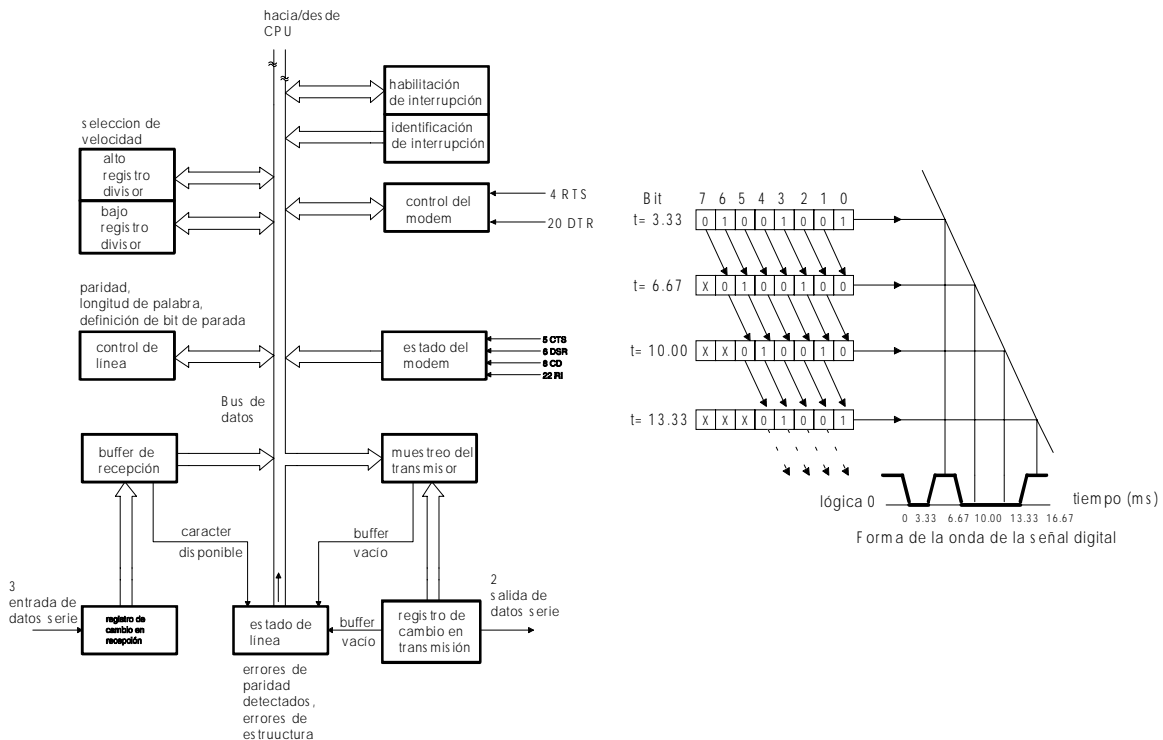 hacia/desde
CPU
habilitación
de interrupción
identificación
de interrupción
seleccion de
velocidad
alto
registro
divisor
bajo
registro
divisor
control del
modem
4 RTS
20 DTR
paridad,
longitud de palabra,
definición de bit de parada
control de
linea
estado del
modem
5 CTS
6 DSR
8 CD
22 RI
Bus de
datos
buffer de
recepción
muestreo del
transmisor
caracter
disponible
buffer
vacío
3
entrada de
datos serie
registro de
cambio en
recepción
estado de
línea
buffer
vacío
registro de
cambio en
transmisión
2
salida de
datos serie
errores de
paridad
detectados,
errores de
estruuctura
Bit 7 6 5 4 3 2 1 0
t= 3.33 0 1 0 0 1 0 0 1
t= 6.67 X 0 1 0 0 1 0 0
t= 10.00 X X 0 1 0 0 1 0
t= 13.33 X X X 0 1 0 0 1
lógica 0
tiempo (ms)
0 3.33 6.67 10.00 13.33 16.67
Forma de la onda de la señal digital